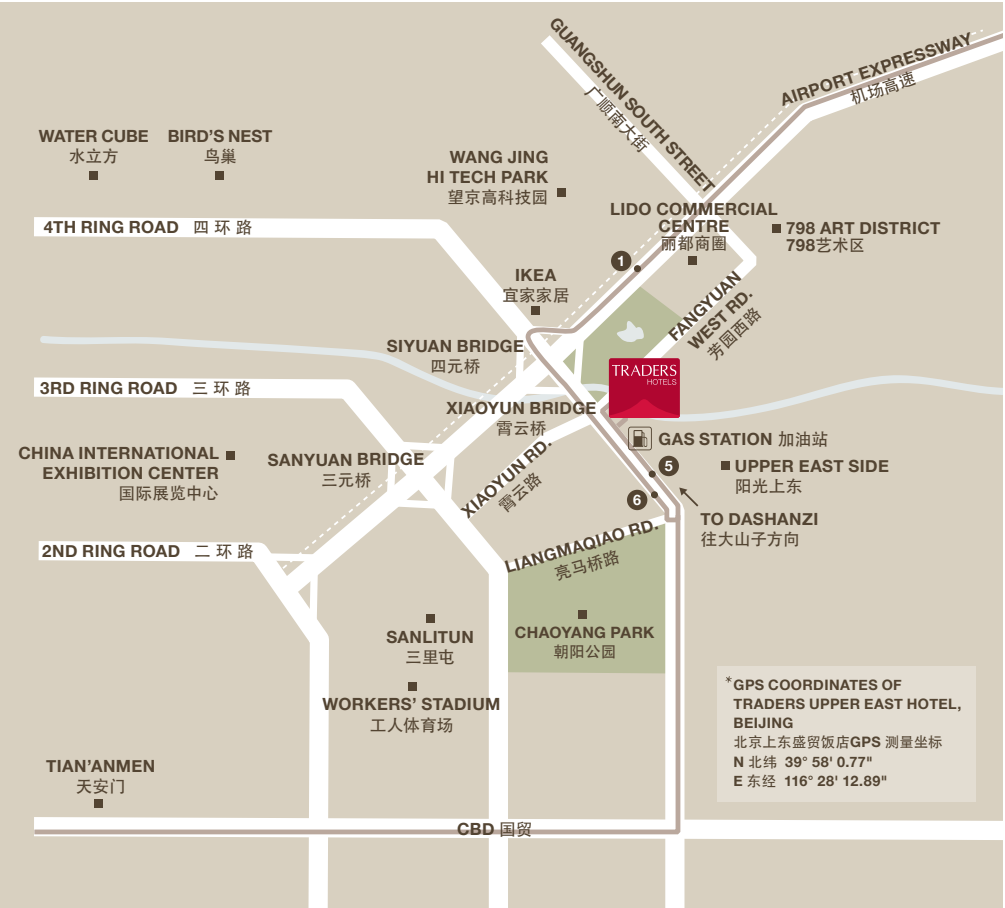 GUANGSHUN SOUTH STREET
广顺南大街
AIRPORT EXPRESSWAY
机场高速
WATER CUBE
水立方
BIRD'S NEST
鸟巢
WANG JING
HI TECH PARK
望京高科技园
LIDO COMMERCIAL
CENTRE
丽都商圈
798 ART DISTRICT
798艺术区
4TH RING ROAD 四环路
1
IKEA
宜家家居
FANGYUAN
WEST RD.
芳园西路
SIYUAN BRIDGE
四元桥
TRADERS
HOTELS
3RD RING ROAD 三环路
XIAOYUN BRIDGE
霄云桥
GAS STATION 加油站
CHINA INTERNATIONAL
EXHIBITION CENTER
国际展览中心
SANYUAN BRIDGE
三元桥
XIAOYUN RD.
霄云路
5
UPPER EAST SIDE
阳光上东
6
TO DASHANZI
往大山子方向
2ND RING ROAD 二环路
LIANGMAQIAO RD.
亮马桥路
SANLITUN
三里屯
CHAOYANG PARK
朝阳公园
WORKERS' STADIUM
工人体育场
*GPS COORDINATES OF
TRADERS UPPER EAST HOTEL,
BEIJING
北京上东盛贸饭店GPS 测量坐标
N 北纬 39° 58' 0.77"
E 东经 116° 28' 12.89"
TIAN'ANMEN
天安门
CBD 国贸